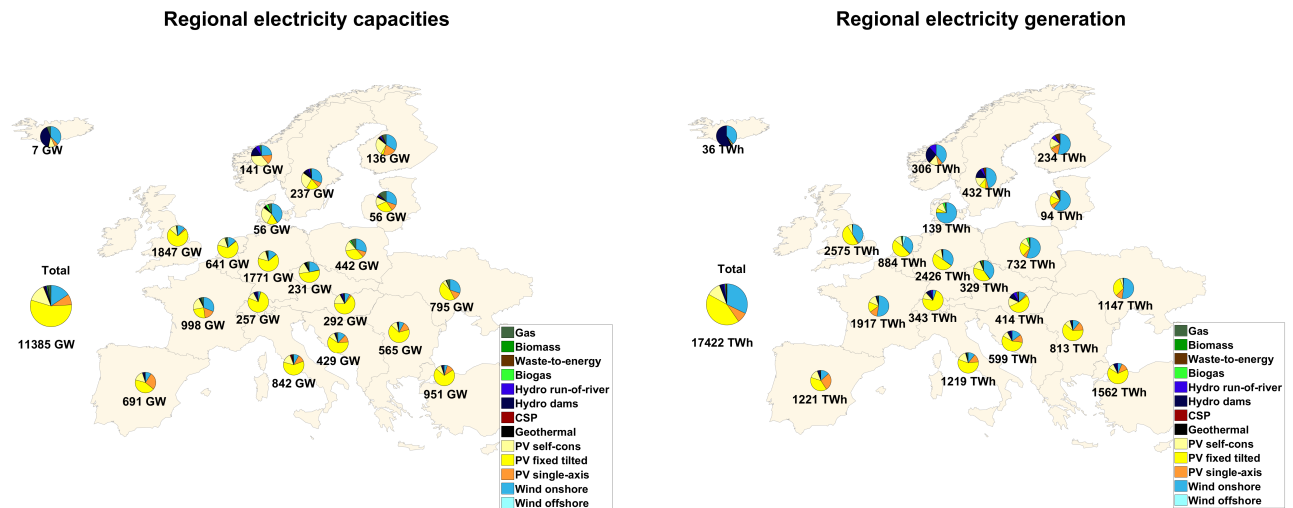 Regional electricity capacities
7 GW
141 GW
136 GW
237 GW
56 GW
56 GW
1847 GW
641 GW
1771 GW
442 GW
231 GW
Total
11385 GW
998 GW
257 GW
292 GW
795 GW
565 GW
429 GW
842 GW
691 GW
951 GW
Gas
Biomass
Waste-to-energy
Biogas
Hydro run-of-river
Hydro dams
CSP
Geothermal
PV self-cons
PV fixed tilted
PV single-axis
Wind onshore
Wind offshore
Regional electricity generation
36 TWh
306 TWh
234 TWh
432 TWh
94 TWh
139 TWh
2575 TWh
884 TWh
2426 TWh
732 TWh
329 TWh
Total
17422 TWh
1917 TWh
343 TWh
414 TWh
1147 TWh
813 TWh
599 TWh
1219 TWh
1221 TWh
1562 TWh
Gas
Biomass
Waste-to-energy
Biogas
Hydro run-of-river
Hydro dams
CSP
Geothermal
PV self-cons
PV fixed tilted
PV single-axis
Wind onshore
Wind offshore